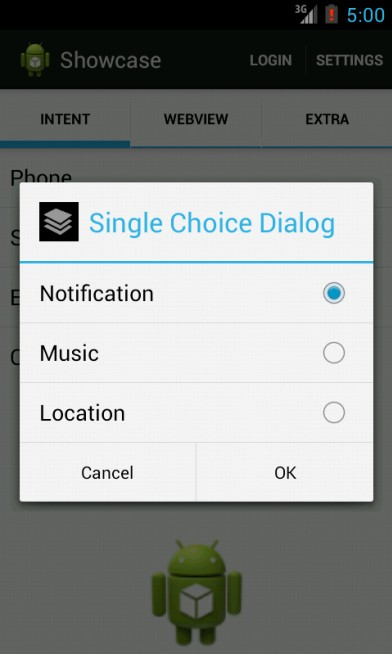 3G 5:00
Showcase LOGIN SETTINGS
INTENT WEBVIEW EXTRA
Phone
Single Choice Dialog
Notification
Music
Location
Cancel OK